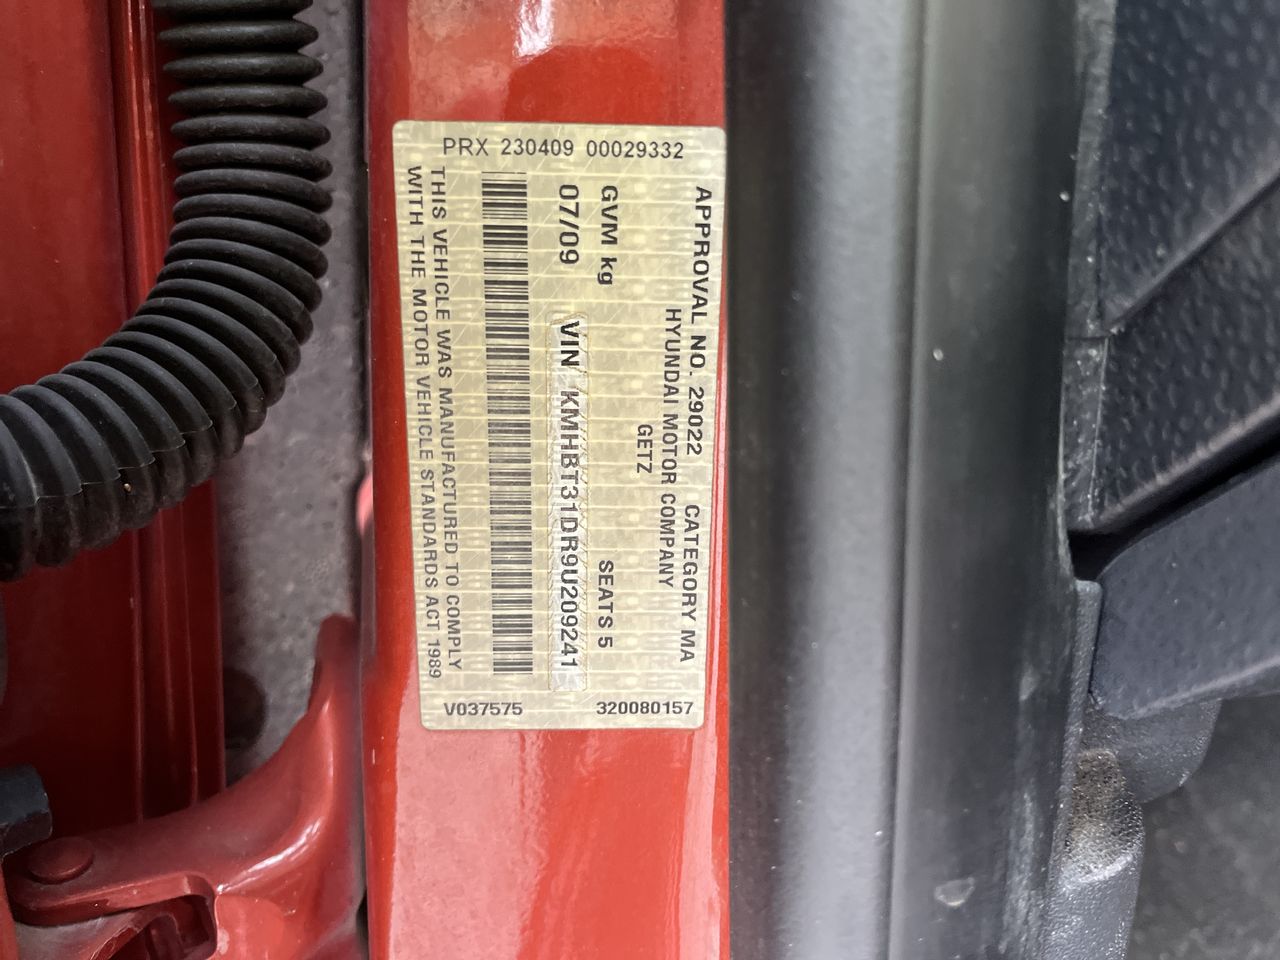 PRX 230409 00029332
APPROVAL NO. 29022 CATEGORY MA
HYUNDAI MOTOR COMPANY
GETZ
GVM kg SEATS 5
07/09 VIN KMHBT31DR9U209241
THIS VEHICLE WAS MANUFACTURED TO COMPLY
WITH THE MOTOR VEHICLE STANDARDS ACT 1989
V037575 320080157